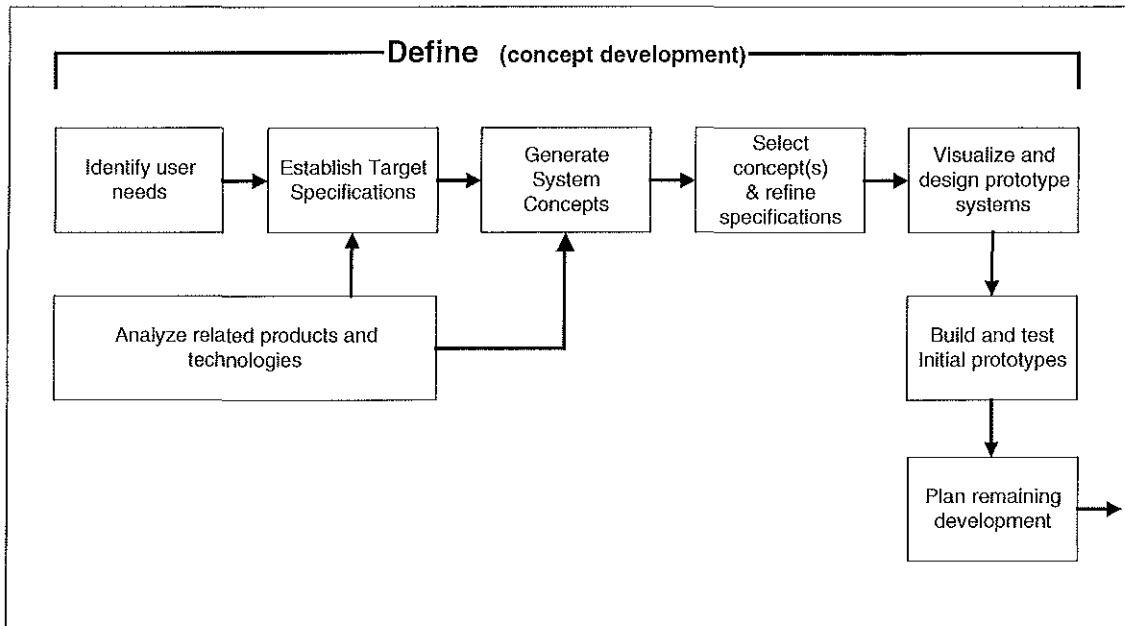 Define (concept development)
Identify user
needs
Establish Target
Specifications
Generate
System
Concepts
Select
concept(s)
& refine
specifications
Visualize and
design prototype
systems
Analyze related products and
technologies
Build and test
Initial prototypes
Plan remaining
development